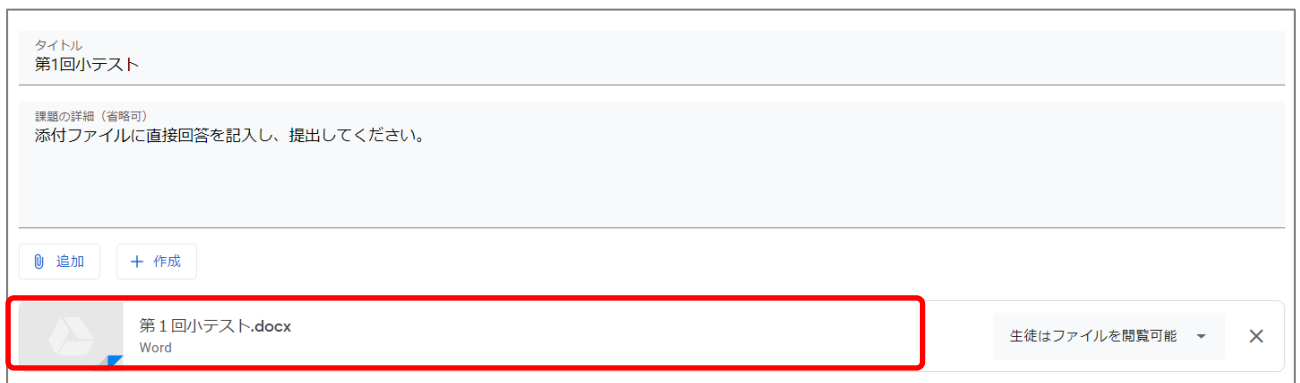 タイトル
第1回小テスト
課題の詳細（省略可）
添付ファイルに直接回答を記入し、提出してください。
追加
作成
第１回小テスト.docx
Word
生徒はファイルを閲覧可能